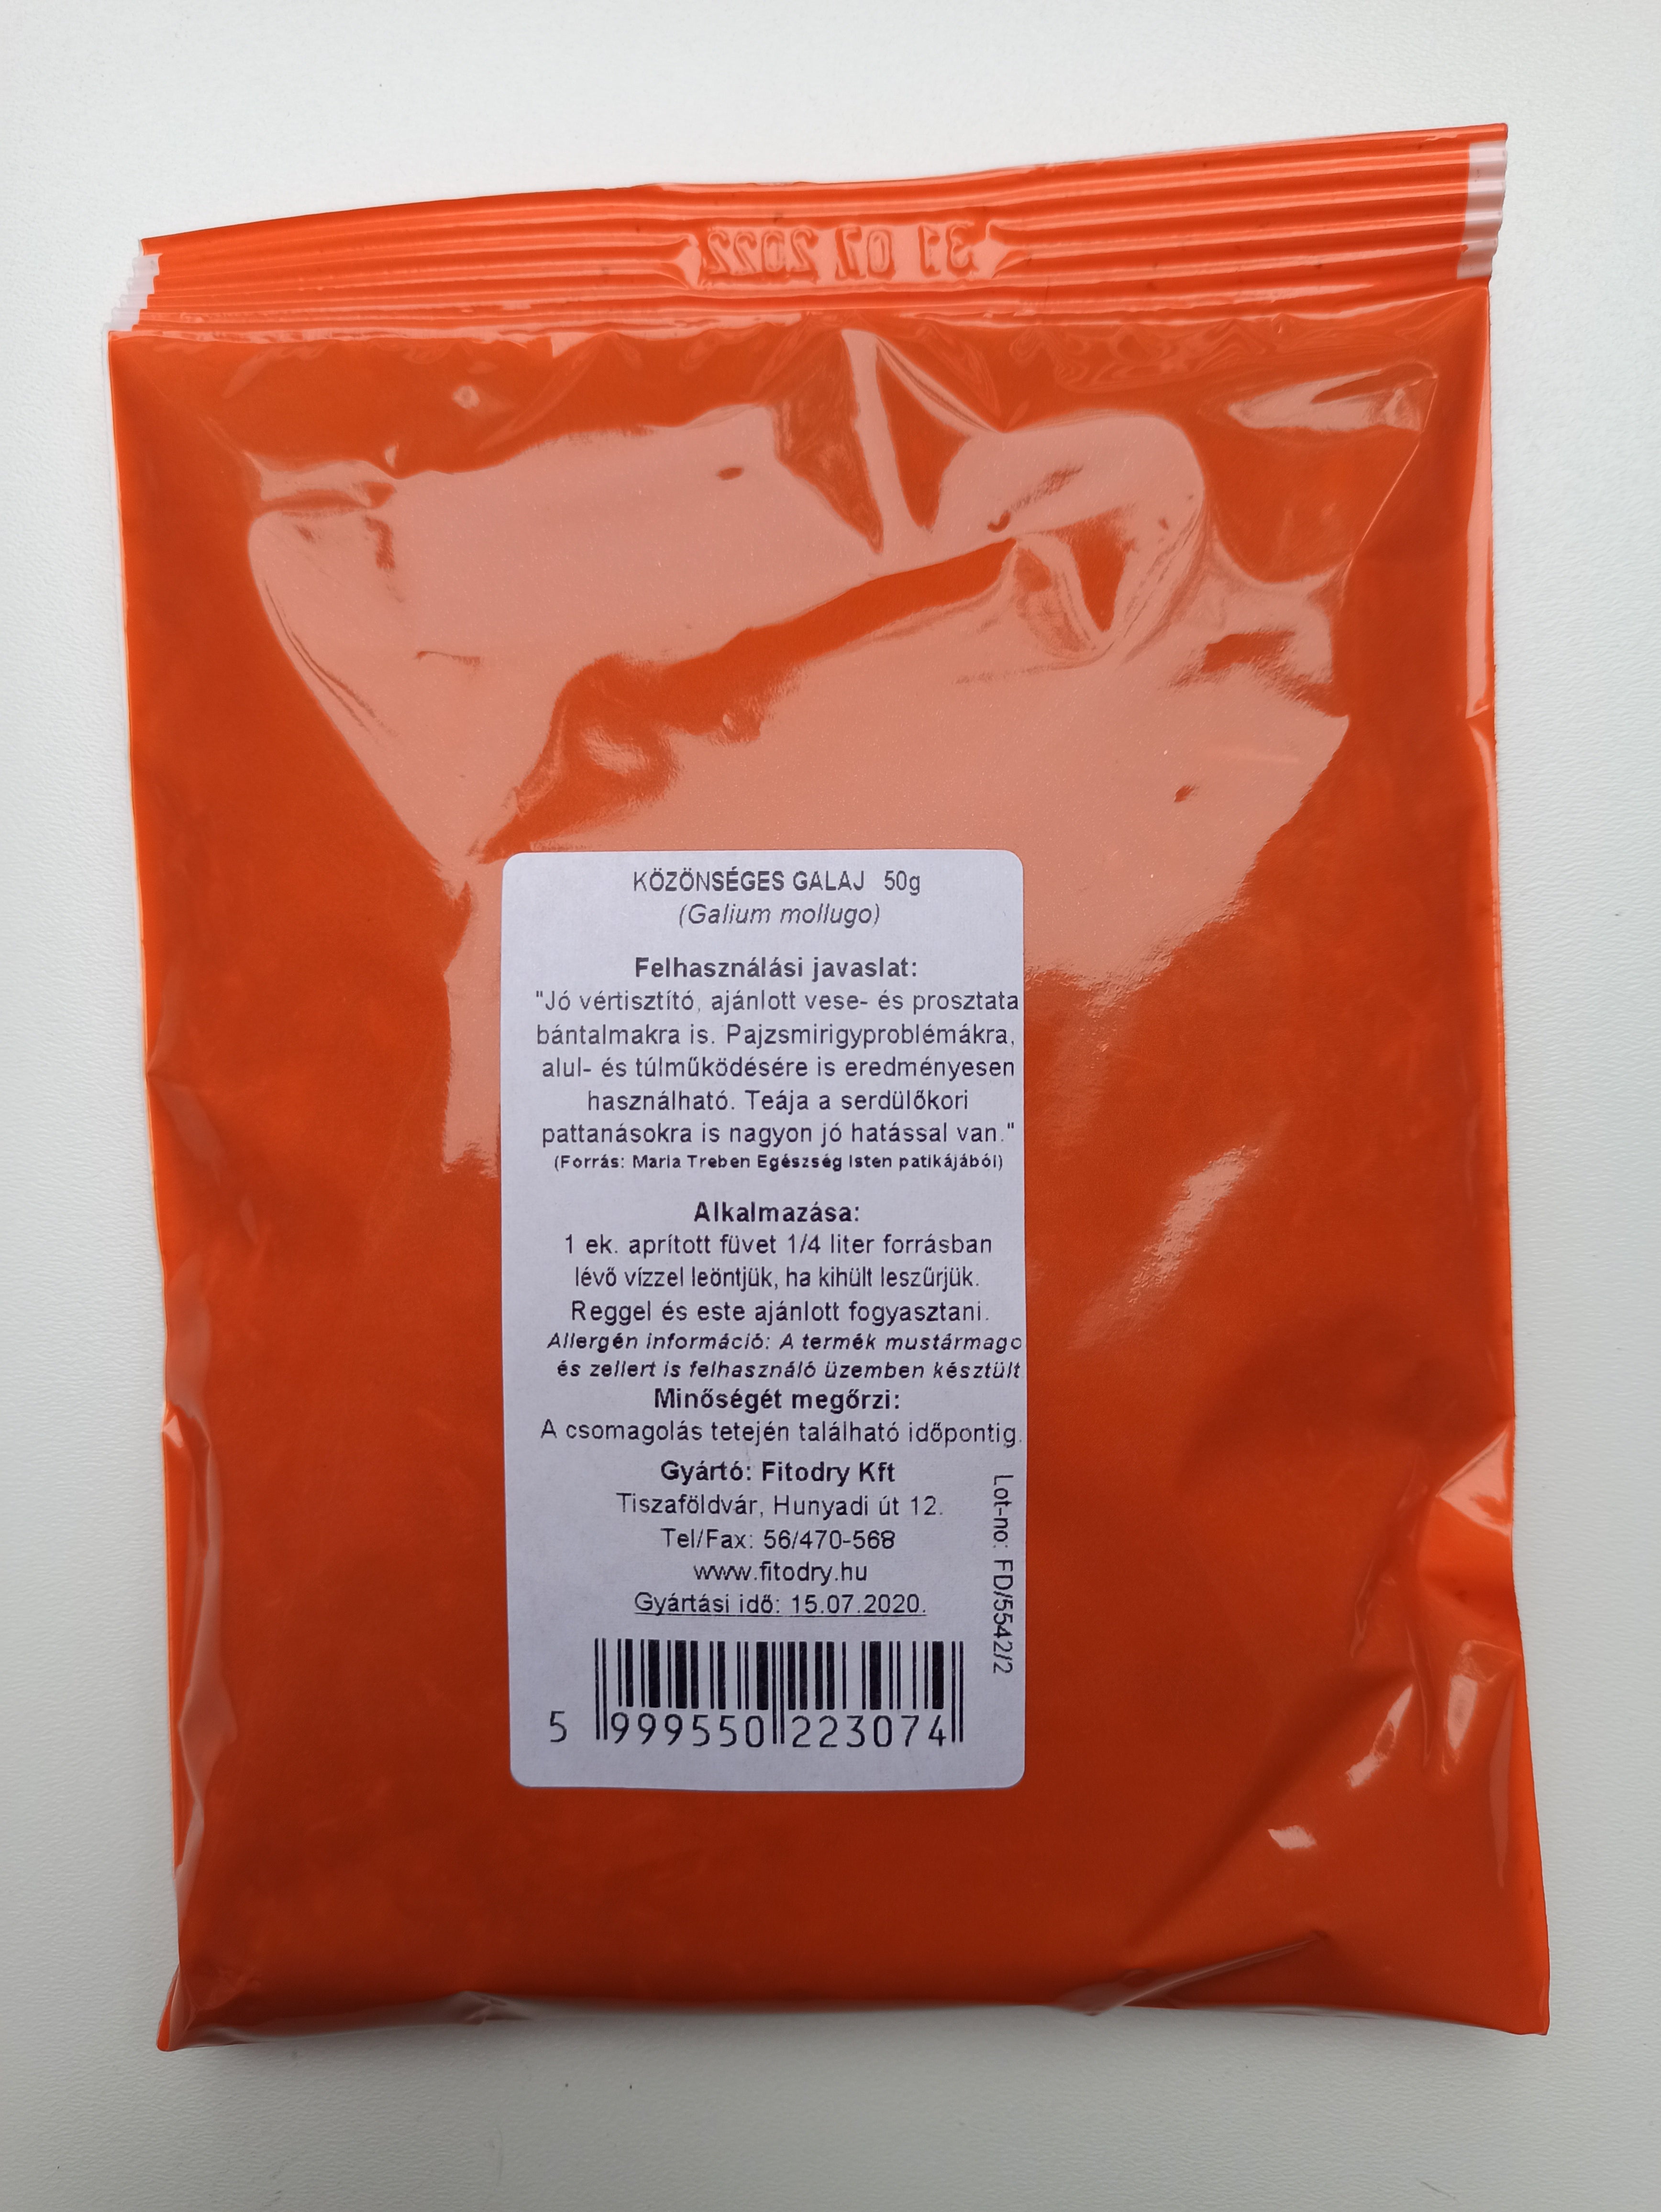 31 07 2022
KÖZÖNSÉGES GALAJ 50g
(Galium mollugo)
Felhasználási javaslat:
"Jó vértisztító, ajánlott vese- és prosztata
bántalmakra is. Pajzsmirigyproblémákra,
alul- és túlműködésére is eredményesen
használható. Teája a serdülőkori
pattanásokra is nagyon jó hatással van."
(Forrás: Maria Treben Egészség Isten patikájából)
Alkalmazása:
1 ek. aprított füvet 1/4 liter forrásban
lévő vízzel leöntjük, ha kihült leszűrjük.
Reggel és este ajánlott fogyasztani.
Allergén információ: A termék mustármago
és zellert is felhasználó üzemben készült
Minőségét megőrzi:
A csomagolás tetején található időpontig.
Gyártó: Fitodry Kft
Tiszaföldvár, Hunyadi út 12.
Tel/Fax: 56/470-568
www.fitodry.hu
Gyártási idő: 15.07.2020.
Lot-no: FD/5542/2
5 999550 223074